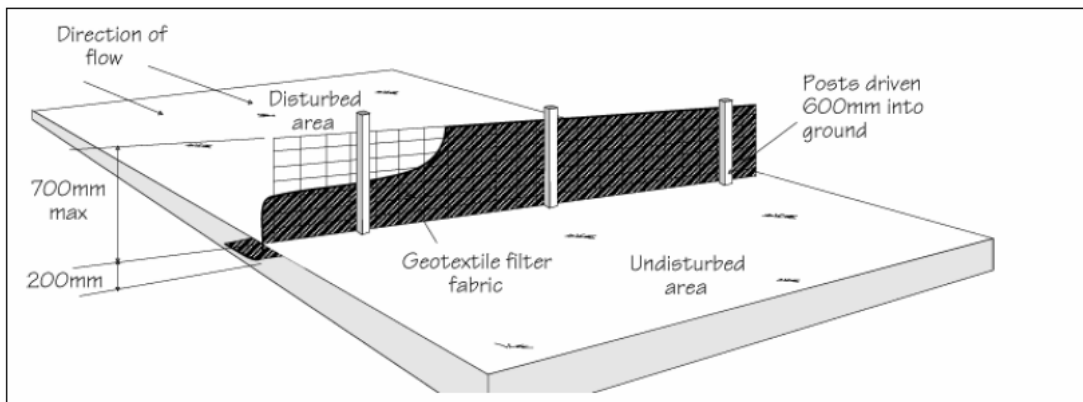 Direction of
flow
Disturbed
area
Posts driven
600mm into
ground
700mm
max
200mm
Geotextile filter
fabric
Undisturbed
area